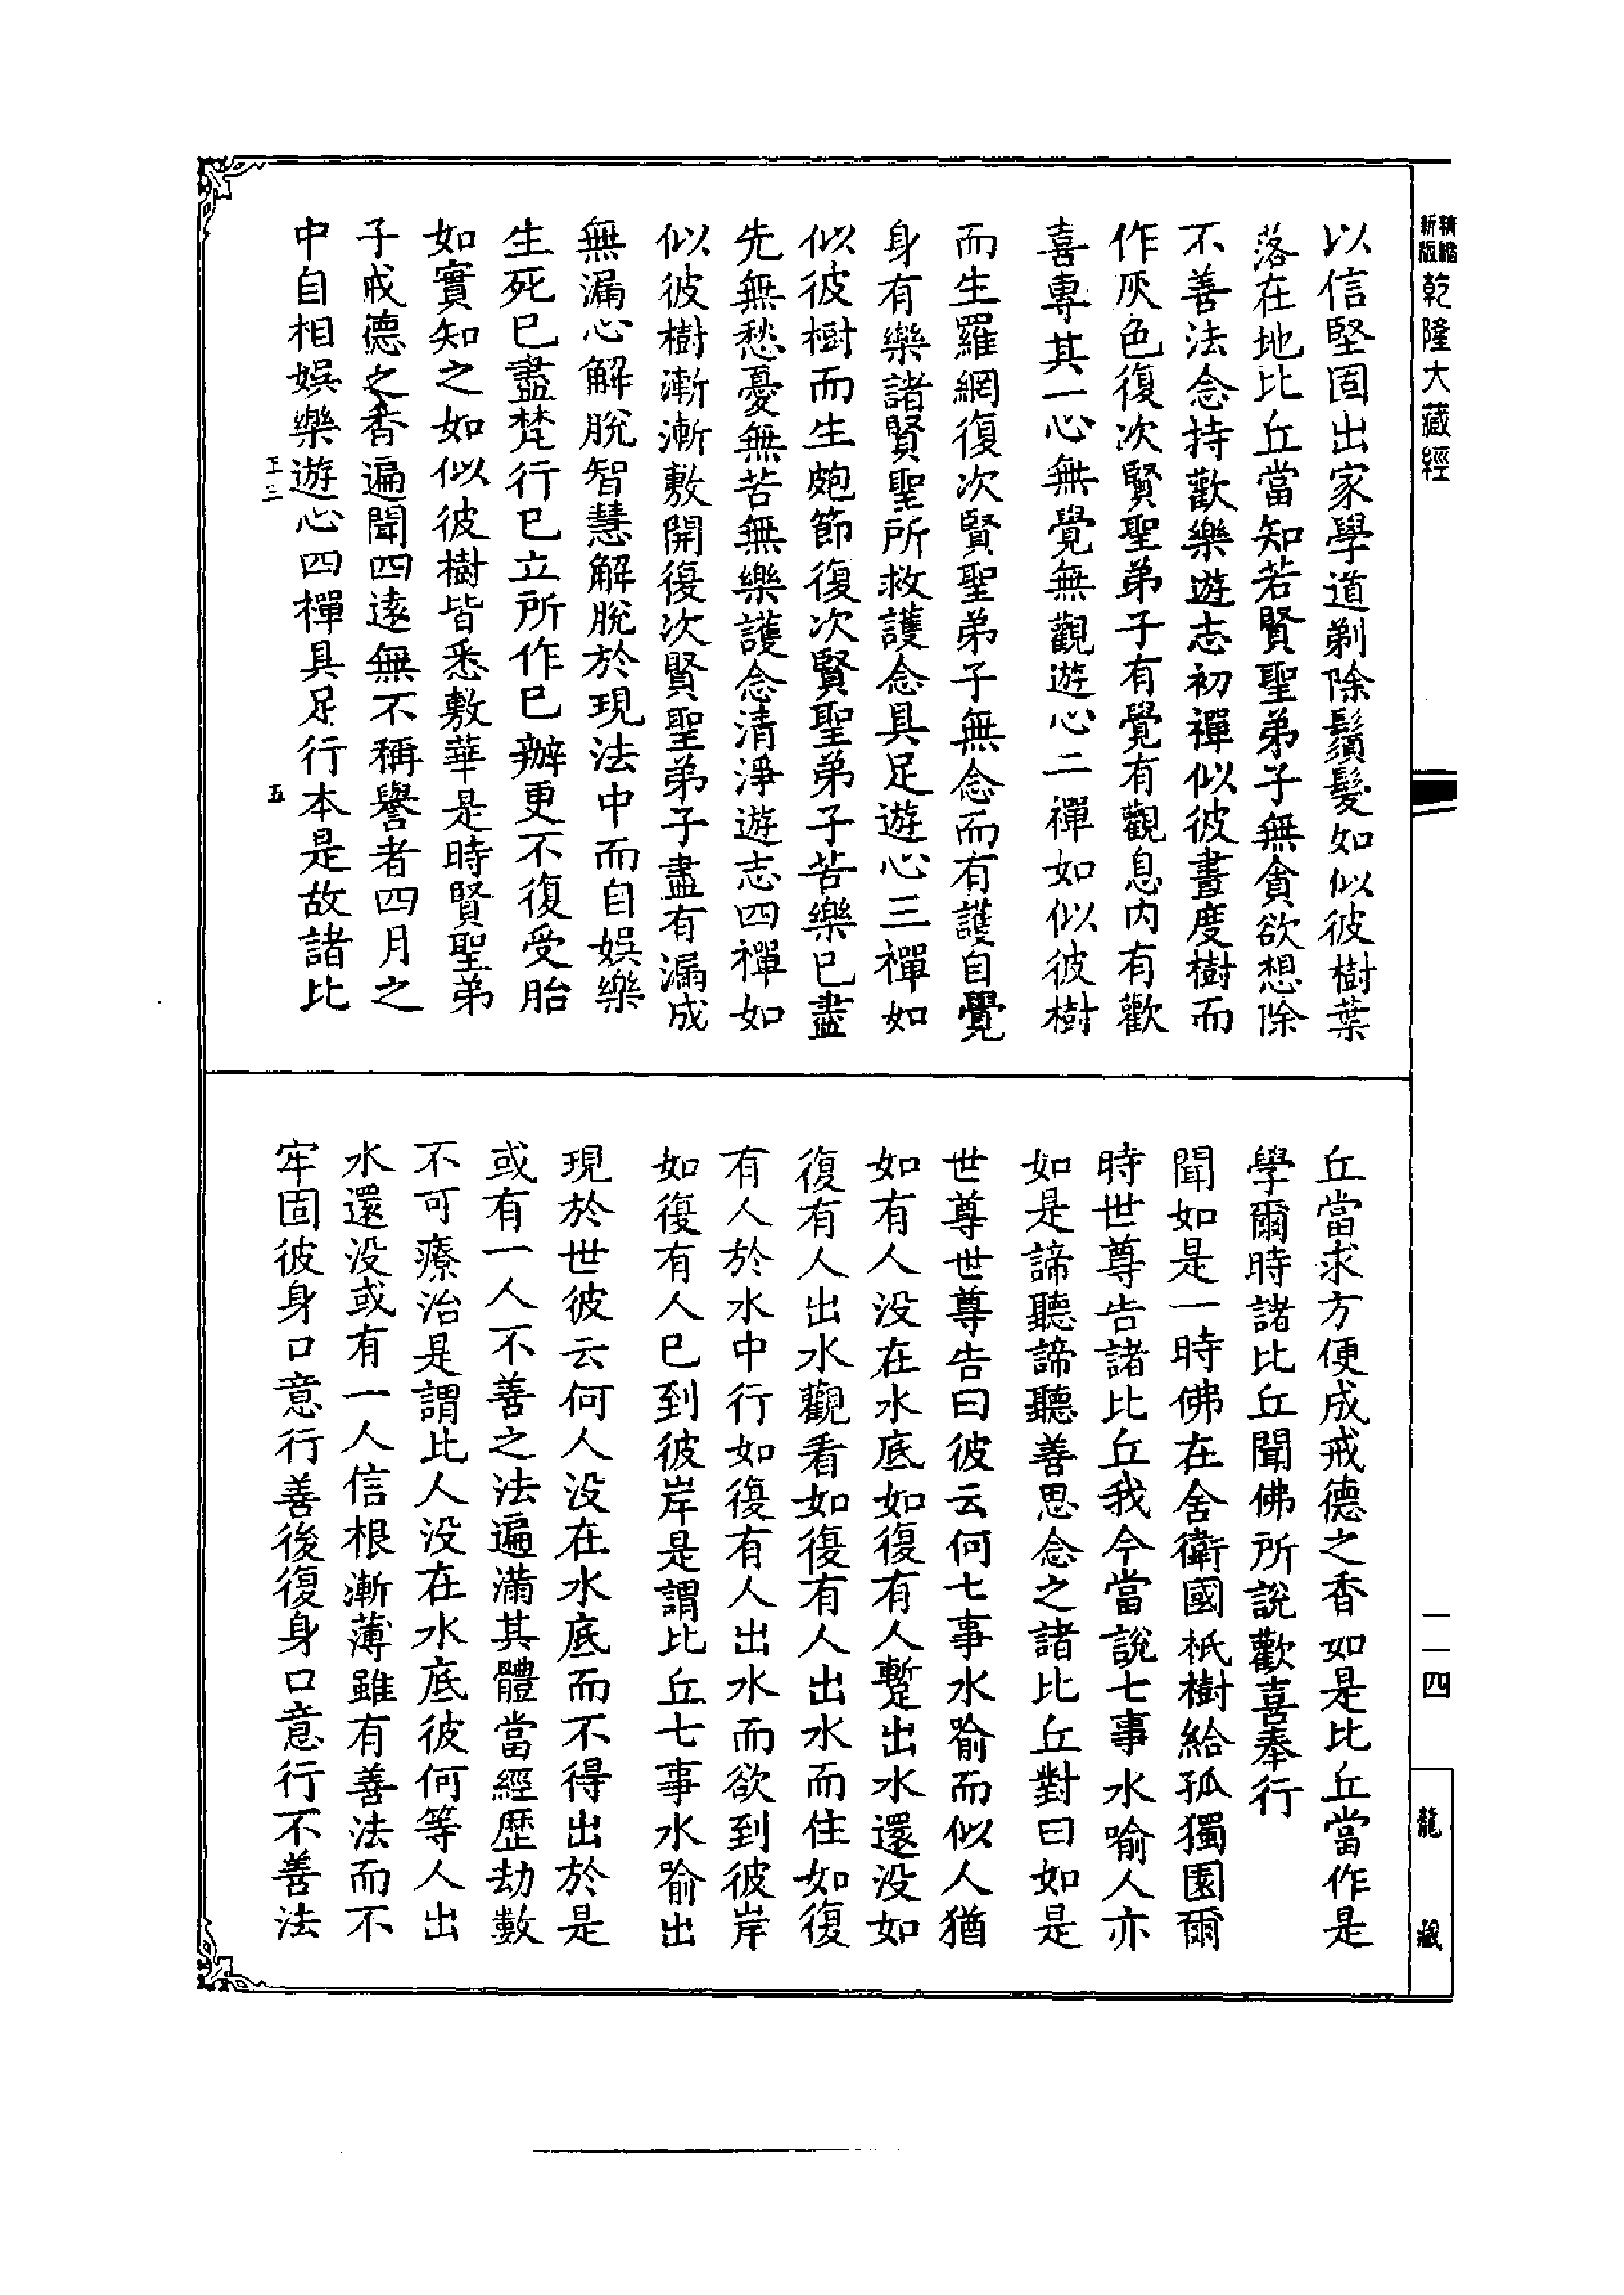 新版精縮乾隆大藏經
以信堅固出家學道剃除鬚髮如似彼樹葉
落在地比丘當知若賢聖弟子無貪欲想除
不善法念持歡樂遊志初禪似彼晝度樹而
作灰色復次賢聖弟子有覺有觀息内有歡
喜專其一心無覺無觀遊心二禪如似彼樹
而生羅網復次賢聖弟子無念而有護自覺
身有樂諸賢聖所救護念具足遊心三禪如
似彼樹而生皰節復次賢聖弟子苦樂已盡
先無愁憂無苦無樂護念清淨遊志四禪如
似彼樹漸漸敷開復次賢聖弟子盡有漏成
無漏心解脫智慧解脫於現法中而自娛樂
生死已盡梵行已立所作已辦更不復受胎
如實知之如似彼樹皆悉敷華是時賢聖弟
子戒德之香遍聞四遠無不稱譽者四月之
中自相娛樂遊心四禪具足行本是故諸比
五
丘當求方便成戒德之香如是比丘當作是
學爾時諸比丘聞佛所說歡喜奉行
聞如是一時佛在舍衛國祇樹給孤獨園爾
時世尊告諸比丘我今當說七事水喻人亦
如是諦聽諦聽善思念之諸比丘對曰如是
世尊世尊告曰彼云何七事水喻而似人猶
如有人没在水底如復有人暫出水還没如
復有人出水觀看如復有人出水而住如復
有人於水中行如復有人出水而欲到彼岸
如復有人已到彼岸是謂比丘七事水喻出
現於世彼云何人没在水底而不得出於是
或有一人不善之法遍滿其體當經歷劫數
不可療治是謂比人没在水底彼何等人出
水還没或有一人信根漸薄雖有善法而不
牢固彼身口意行善後復身口意行不善法
一一四
龍藏